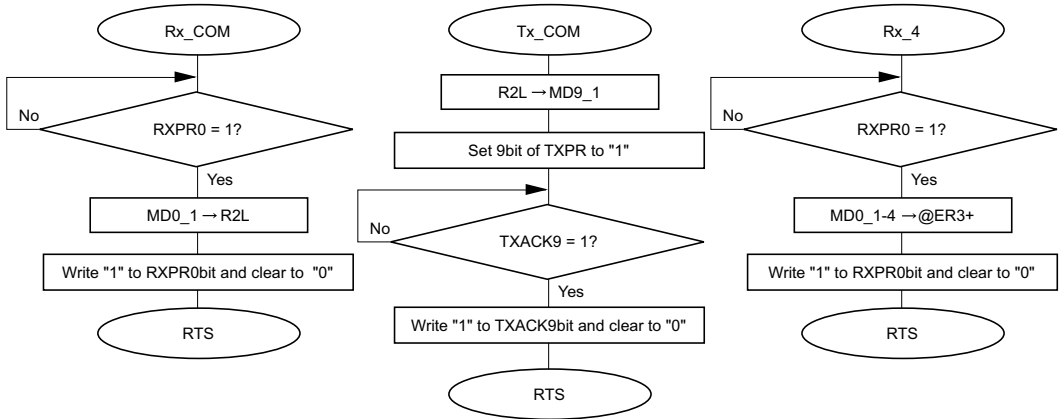 Rx_COM
No
RXPR0 = 1?
Yes
MD0_1 → R2L
Write "1" to RXPR0bit and clear to "0"
RTS
Tx_COM
R2L → MD9_1
Set 9bit of TXPR to "1"
No
TXACK9 = 1?
Yes
Write "1" to TXACK9bit and clear to "0"
RTS
Rx_4
No
RXPR0 = 1?
Yes
MD0_1-4 → @ER3+
Write "1" to RXPR0bit and clear to "0"
RTS